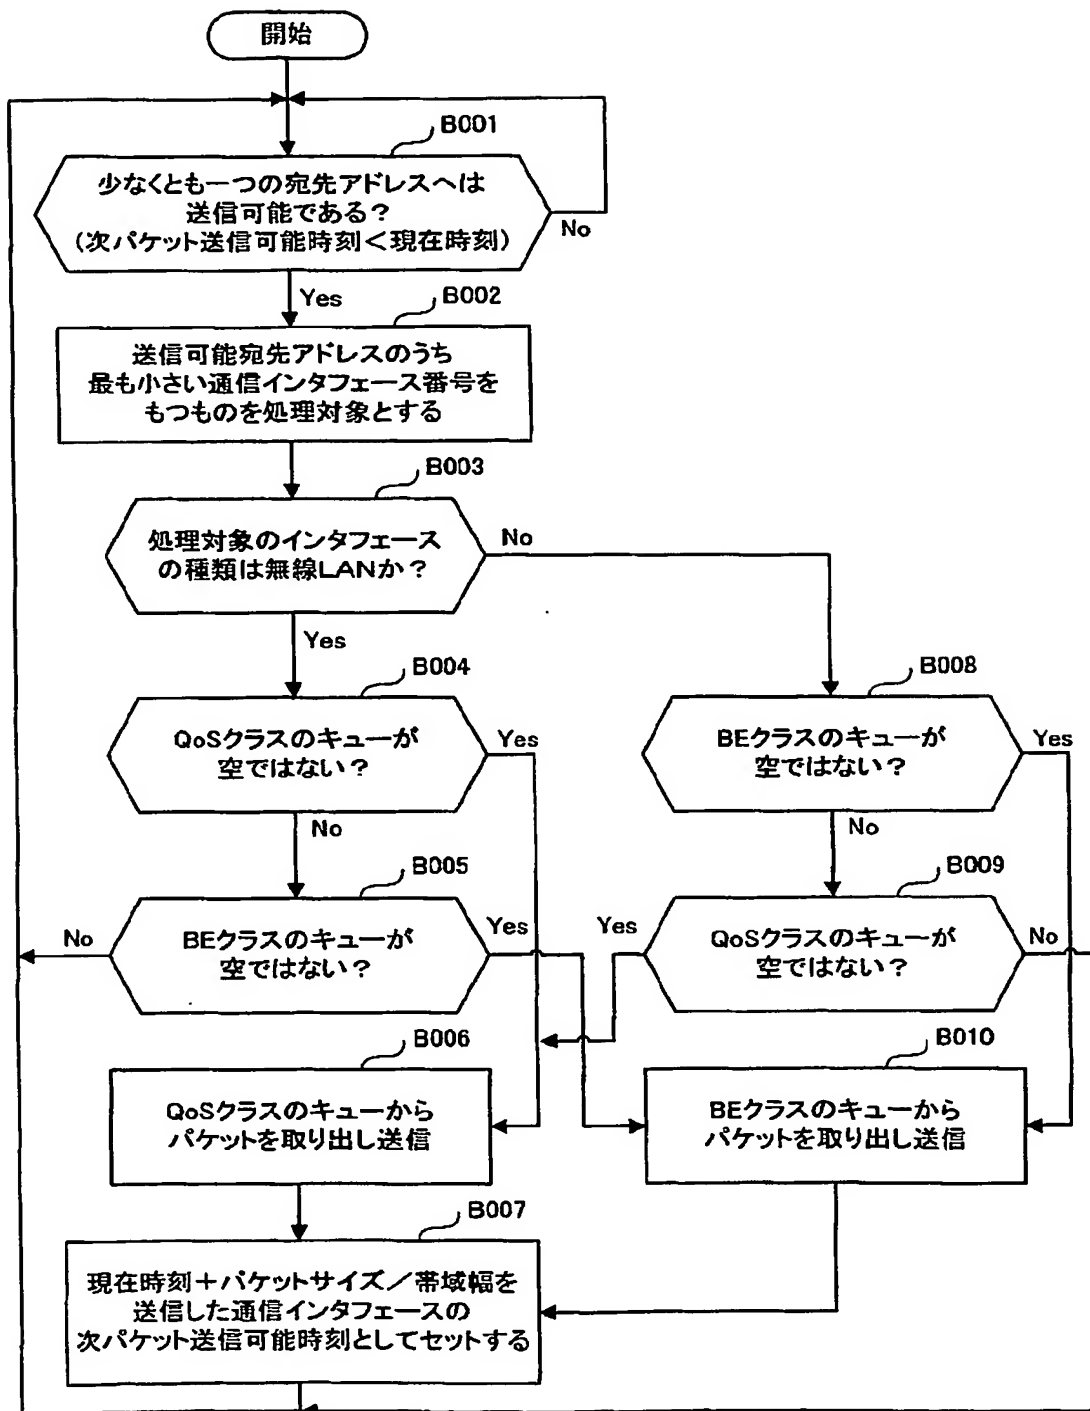 開始
B001
少なくとも一つの宛先アドレスへは
送信可能である?
(次パケット送信可能時刻<現在時刻)
No
Yes
B002
送信可能宛先アドレスのうち
最も小さい通信インタフェース番号を
もつものを処理対象とする
B003
処理対象のインタフェース
の種類は無線LANか?
No
Yes
B004
QoSクラスのキューが
空ではない?
Yes
No
B008
BEクラスのキューが
空ではない?
Yes
No
B005
BEクラスのキューが
空ではない?
No
Yes
B009
QoSクラスのキューが
空ではない?
Yes
No
B006
QoSクラスのキューから
パケットを取り出し送信
B010
BEクラスのキューから
パケットを取り出し送信
B007
現在時刻+パケットサイズ/帯域幅を
送信した通信インタフェースの
次パケット送信可能時刻としてセットする